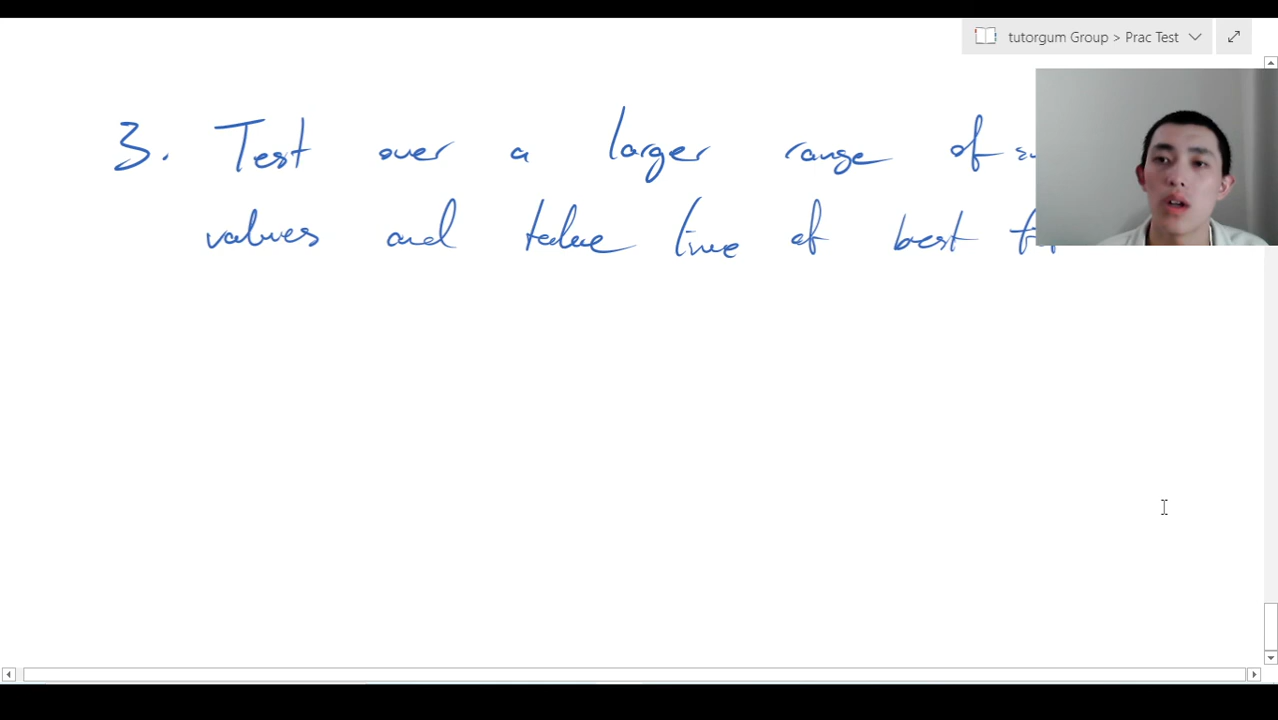 tutorgum Group > Prac Test
3. Test over a larger range of
values and take line of best